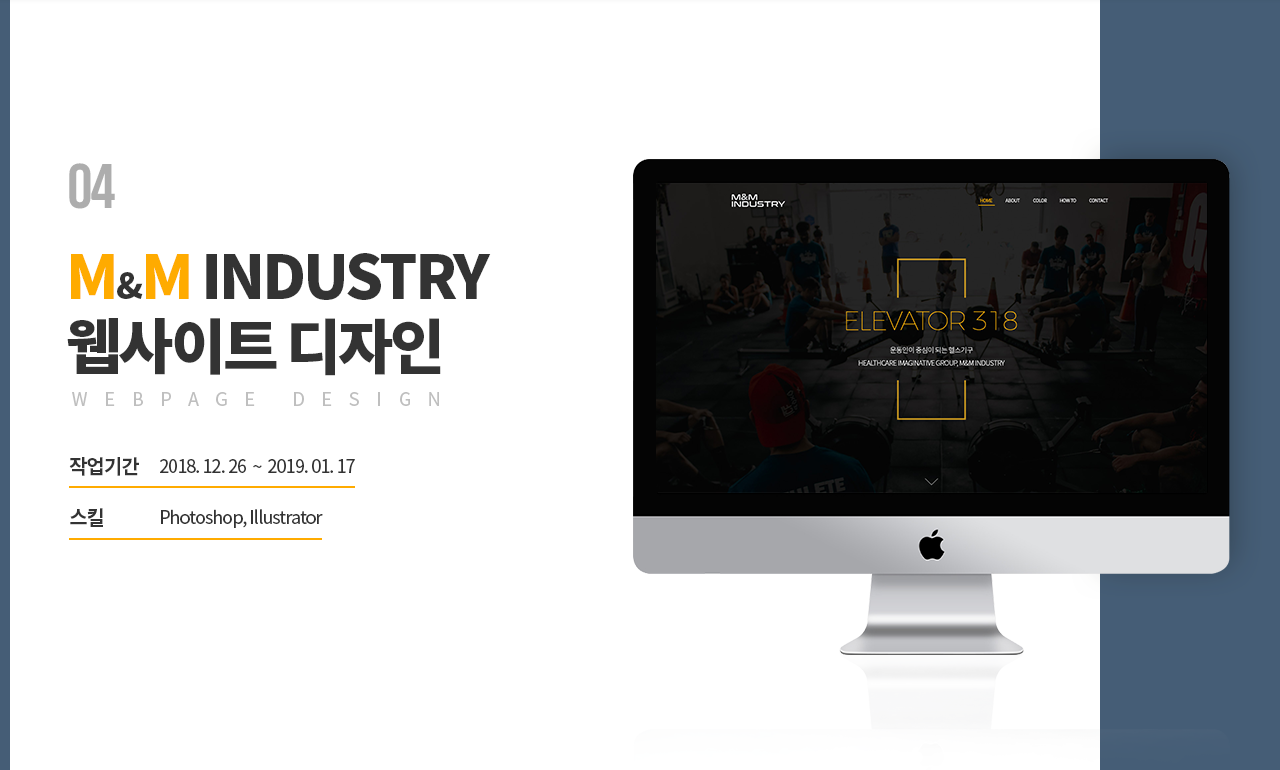 04
M&M INDUSTRY
웹사이트 디자인
WEBPAGE DESIGN
작업기간 2018. 12. 26 ~ 2019. 01. 17
스킬 Photoshop, Illustrator
M&M
INDUSTRY
HOME ABOUT COLOR HOW TO CONTACT
ELEVATOR 318
운동인이 중심이 되는 헬스기구
HEALTHCARE IMAGINATIVE GROUP, M&M INDUSTRY